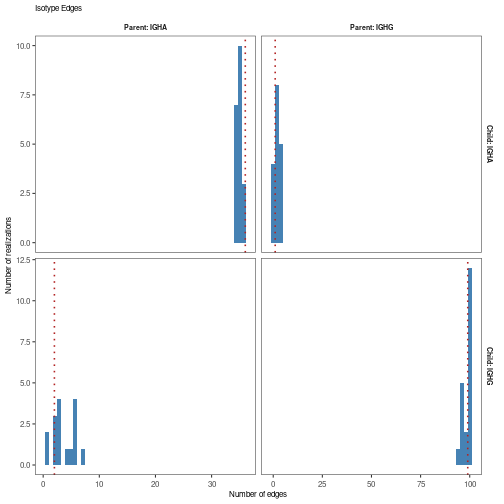 Isotype Edges
Parent: IGHA
Parent: IGHG
10.0
7.5
5.0
2.5
0.0
Child: IGHA
Number of realizations
12.5
10.0
7.5
5.0
2.5
0.0
Child: IGHG
0
10
20
30
0
25
50
75
100
Number of edges